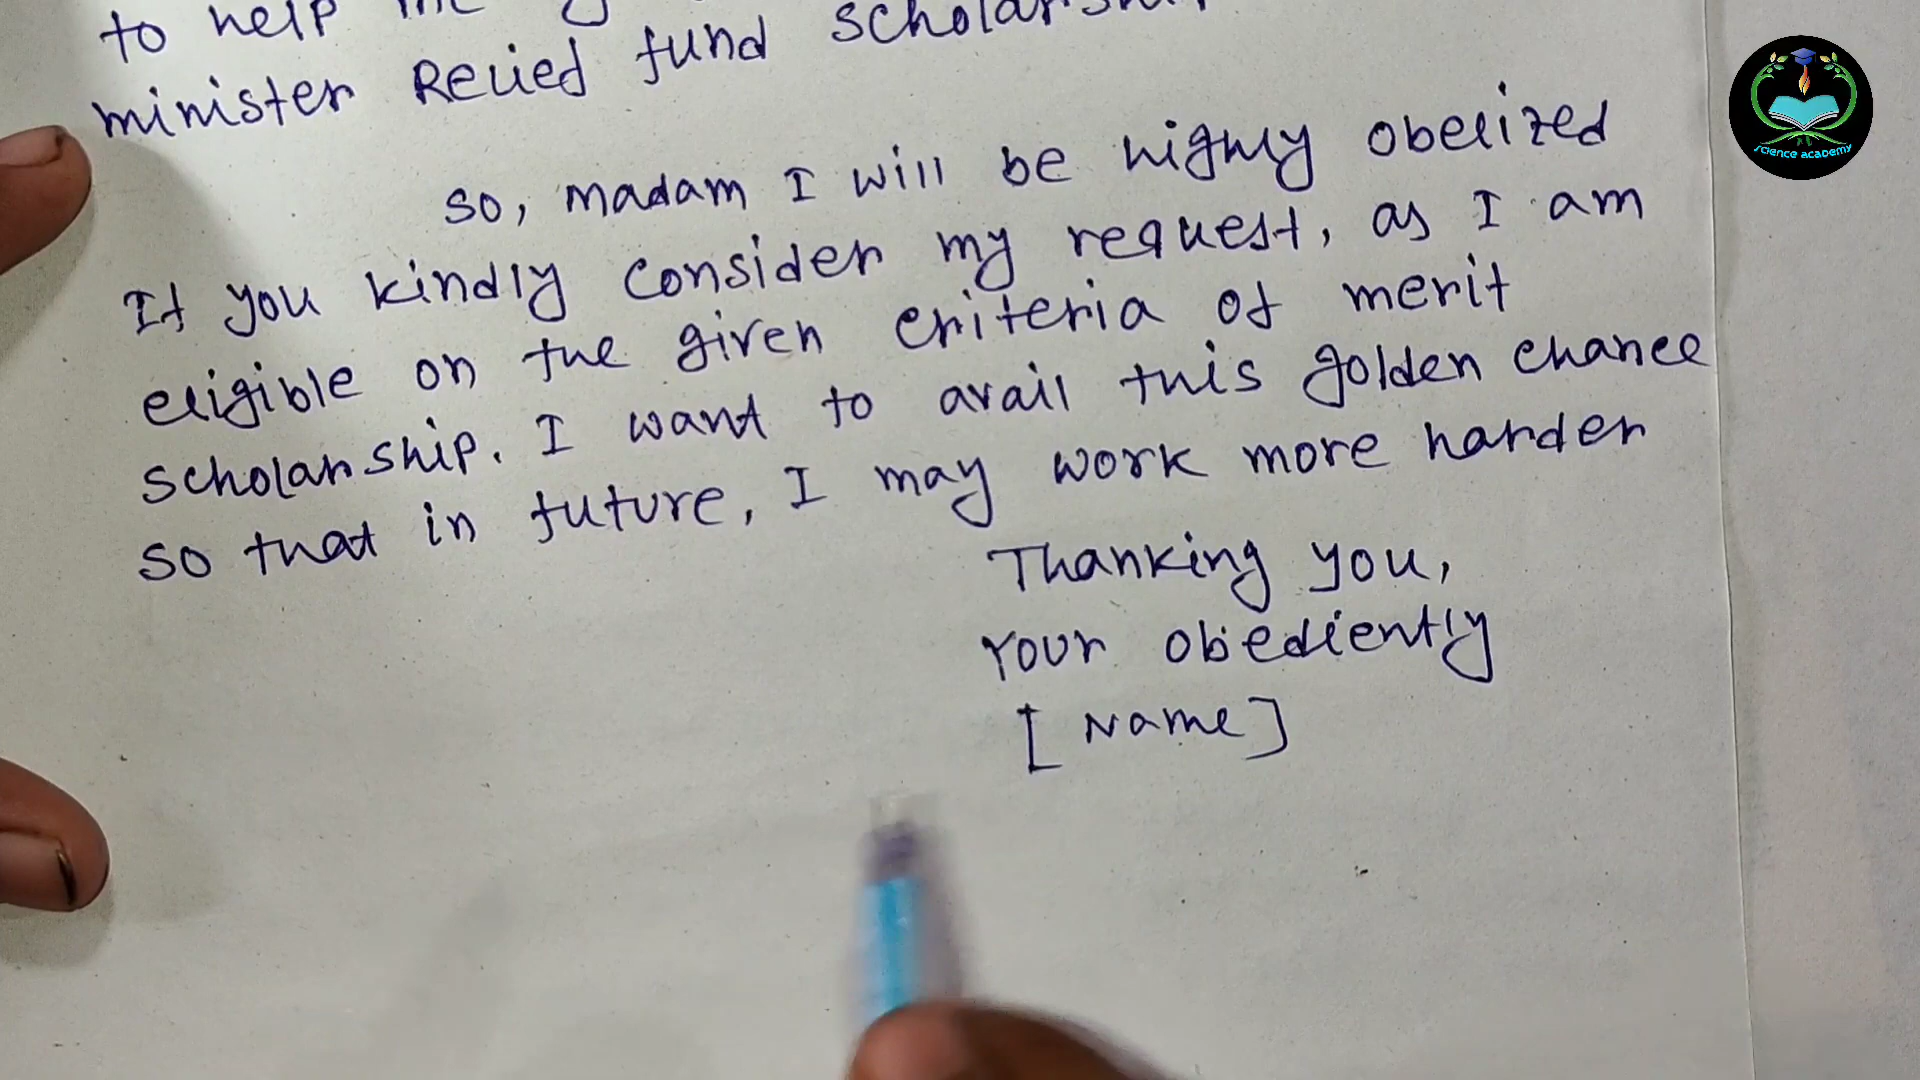 to help me
minister Relied fund scholarship
so, madam I will be highly obelized
If you kindly consider my request, as I am
eligible on the given criteria of merit
scholarship. I want to avail this golden chance
so that in future, I may work more harder
Thanking you,
Your obediently
[Name]
science academy